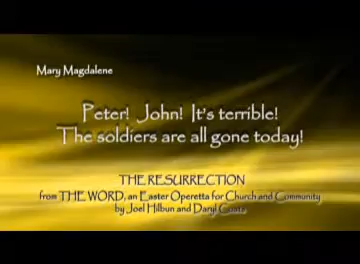 Mary Magdalene
Peter! John! It's terrible!
The soldiers are all gone today!
THE RESURRECTION
from THE WORD, an Easter Operetta for Church and Community
by Joel Hilbun and Daryl Coats